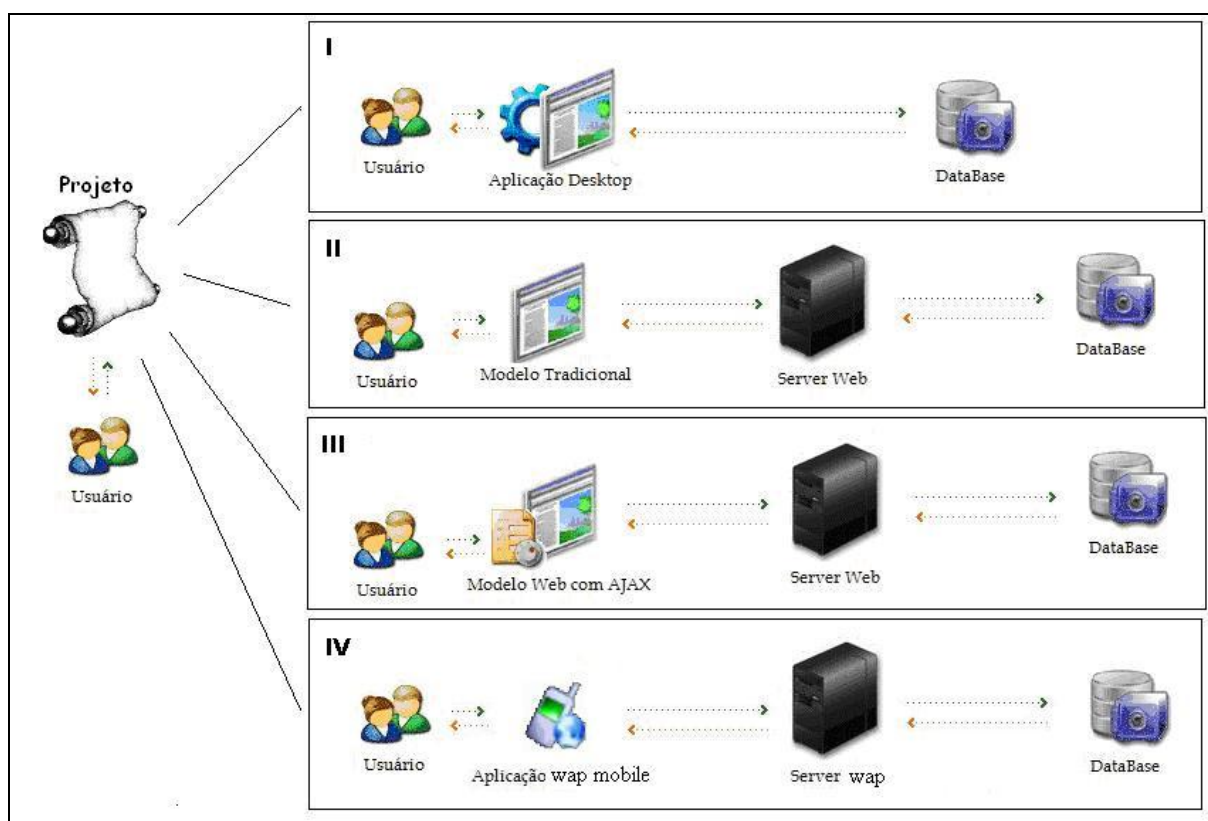 Projeto
Usuário
I
Usuário
Aplicação Desktop
DataBase
II
Usuário
Modelo Tradicional
Server Web
DataBase
III
Usuário
Modelo Web com AJAX
Server Web
DataBase
IV
Usuário
Aplicação wap mobile
Server wap
DataBase